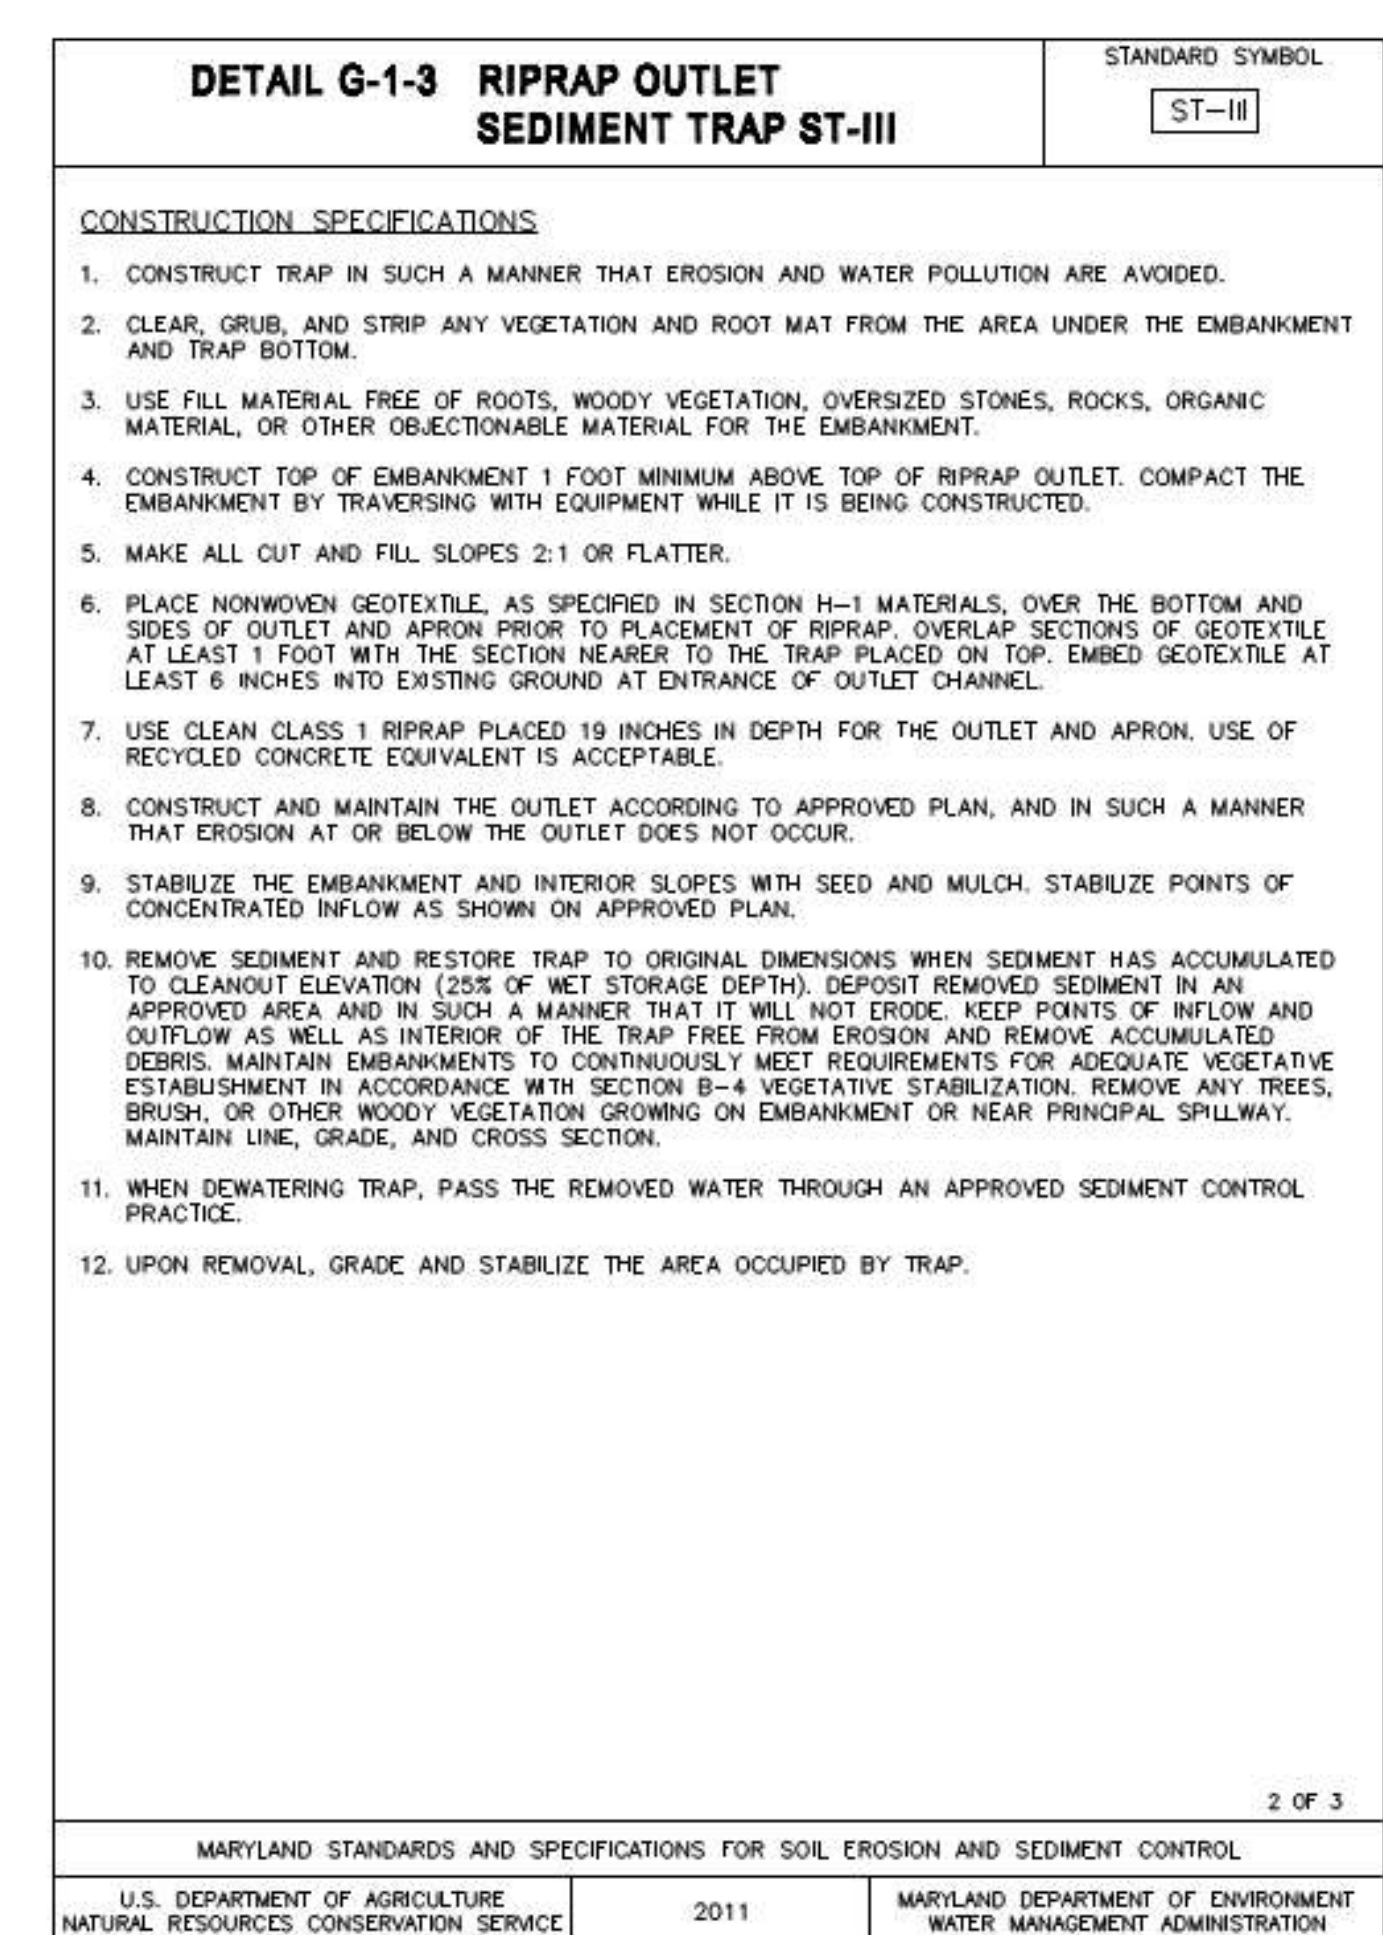 DETAIL G-1-3 RIPRAP OUTLET
SEDIMENT TRAP ST-III
STANDARD SYMBOL
ST-III
CONSTRUCTION SPECIFICATIONS
1. CONSTRUCT TRAP IN SUCH A MANNER THAT EROSION AND WATER POLLUTION ARE AVOIDED.
2. CLEAR, GRUB, AND STRIP ANY VEGETATION AND ROOT MAT FROM THE AREA UNDER THE EMBANKMENT
AND TRAP BOTTOM.
3. USE FILL MATERIAL FREE OF ROOTS, WOODY VEGETATION, OVERSIZED STONES, ROCKS, ORGANIC
MATERIAL, OR OTHER OBJECTIONABLE MATERIAL FOR THE EMBANKMENT.
4. CONSTRUCT TOP OF EMBANKMENT 1 FOOT MINIMUM ABOVE TOP OF RIPRAP OUTLET. COMPACT THE
EMBANKMENT BY TRAVERSING WITH EQUIPMENT WHILE IT IS BEING CONSTRUCTED.
5. MAKE ALL CUT AND FILL SLOPES 2:1 OR FLATTER.
6. PLACE NONWOVEN GEOTEXTILE, AS SPECIFIED IN SECTION H-1 MATERIALS, OVER THE BOTTOM AND
SIDES OF OUTLET AND APRON PRIOR TO PLACEMENT OF RIPRAP. OVERLAP SECTIONS OF GEOTEXTILE
AT LEAST 1 FOOT WITH THE SECTION NEARER TO THE TRAP PLACED ON TOP. EMBED GEOTEXTILE AT
LEAST 6 INCHES INTO EXISTING GROUND AT ENTRANCE OF OUTLET CHANNEL.
7. USE CLEAN CLASS 1 RIPRAP PLACED 19 INCHES IN DEPTH FOR THE OUTLET AND APRON. USE OF
RECYCLED CONCRETE EQUIVALENT IS ACCEPTABLE.
8. CONSTRUCT AND MAINTAIN THE OUTLET ACCORDING TO APPROVED PLAN, AND IN SUCH A MANNER
THAT EROSION AT OR BELOW THE OUTLET DOES NOT OCCUR.
9. STABILIZE THE EMBANKMENT AND INTERIOR SLOPES WITH SEED AND MULCH. STABILIZE POINTS OF
CONCENTRATED INFLOW AS SHOWN ON APPROVED PLAN.
10. REMOVE SEDIMENT AND RESTORE TRAP TO ORIGINAL DIMENSIONS WHEN SEDIMENT HAS ACCUMULATED
TO CLEANOUT ELEVATION (25% OF WET STORAGE DEPTH). DEPOSIT REMOVED SEDIMENT IN AN
APPROVED AREA AND IN SUCH A MANNER THAT IT WILL NOT ERODE. KEEP POINTS OF INFLOW AND
OUTFLOW AS WELL AS INTERIOR OF THE TRAP FREE FROM EROSION AND REMOVE ACCUMULATED
DEBRIS. MAINTAIN EMBANKMENTS TO CONTINUOUSLY MEET REQUIREMENTS FOR ADEQUATE VEGETATIVE
ESTABLISHMENT IN ACCORDANCE WITH SECTION B-4 VEGETATIVE STABILIZATION. REMOVE ANY TREES,
BRUSH, OR OTHER WOODY VEGETATION GROWING ON EMBANKMENT OR NEAR PRINCIPAL SPILLWAY.
MAINTAIN LINE, GRADE, AND CROSS SECTION.
11. WHEN DEWATERING TRAP, PASS THE REMOVED WATER THROUGH AN APPROVED SEDIMENT CONTROL
PRACTICE.
12. UPON REMOVAL, GRADE AND STABILIZE THE AREA OCCUPIED BY TRAP.
2 OF 3
MARYLAND STANDARDS AND SPECIFICATIONS FOR SOIL EROSION AND SEDIMENT CONTROL
U.S. DEPARTMENT OF AGRICULTURE
NATURAL RESOURCES CONSERVATION SERVICE
2011
MARYLAND DEPARTMENT OF ENVIRONMENT
WATER MANAGEMENT ADMINISTRATION